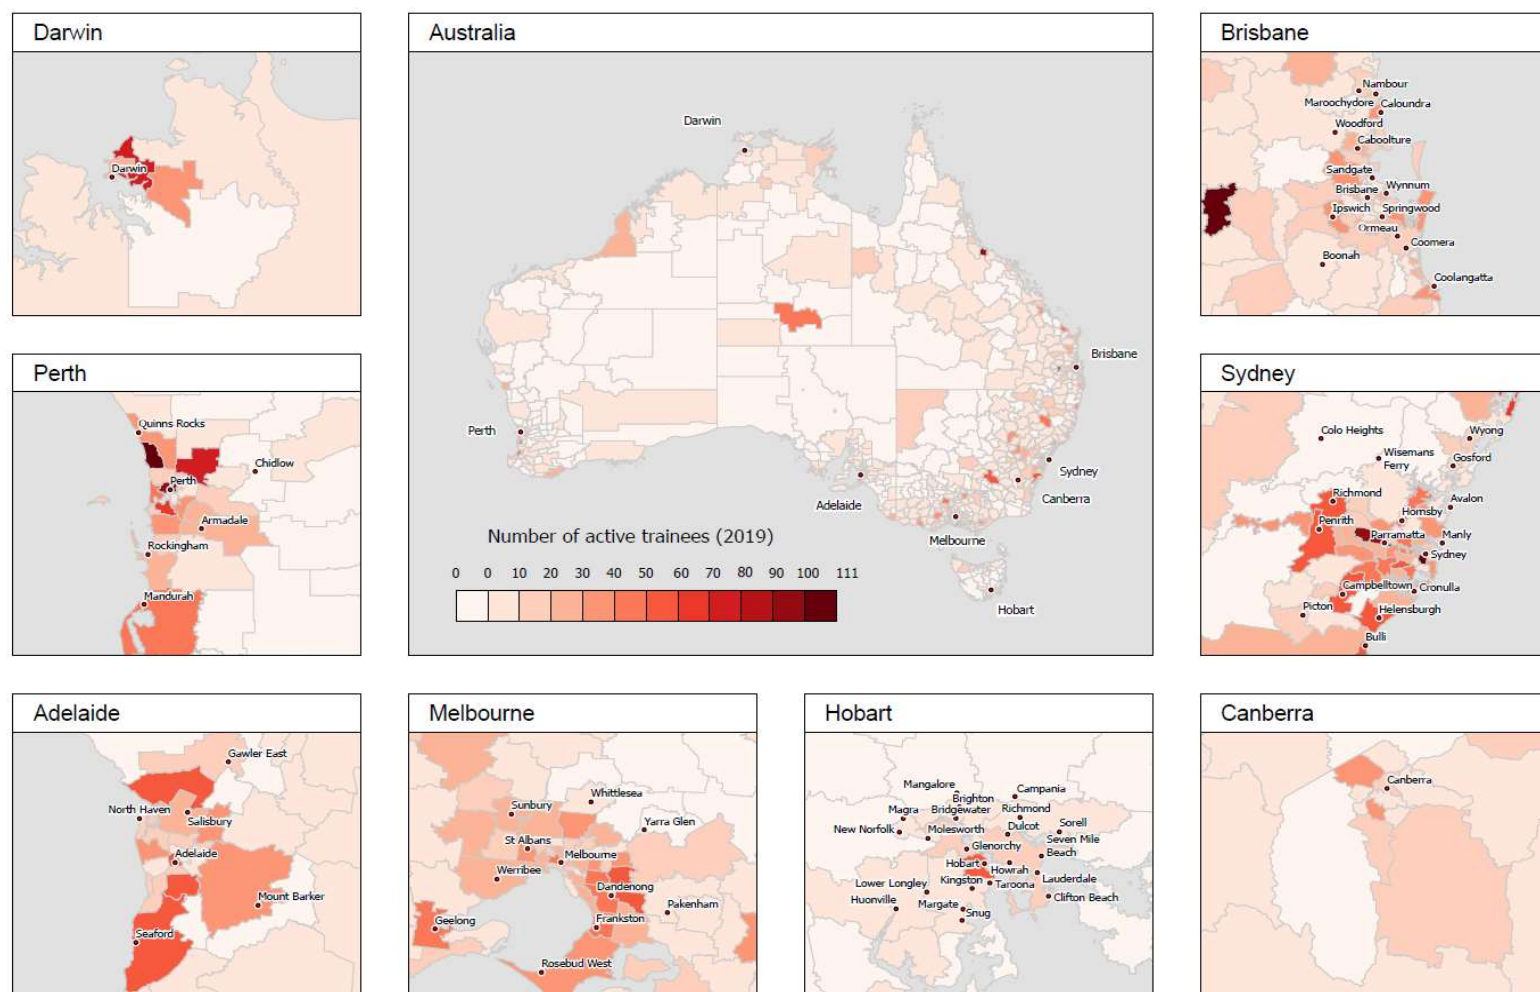 Darwin
Darwin
Australia
Darwin
Brisbane
Perth
Sydney
Adelaide
Canberra
Melbourne
Hobart
Number of active trainees (2019)
0 0 10 20 30 40 50 60 70 80 90 100 111
Brisbane
Nambour
Maroochydore
Caloundra
Woodford
Caboolture
Sandgate
Brisbane
Wynnum
Ipswich
Springwood
Ormeau
Coomera
Boonah
Coolangatta
Perth
Quinns Rocks
Chidlow
Perth
Armadale
Rockingham
Mandurah
Sydney
Colo Heights
Wyong
Wisemans
Ferry
Gosford
Richmond
Avalon
Hornsby
Penrith
Parramatta
Manly
Sydney
Campbelltown
Cronulla
Picton
Helensburgh
Bulli
Adelaide
Gawler East
North Haven
Salisbury
Adelaide
Mount Barker
Seaford
Melbourne
Whittlesea
Sunbury
Yarra Glen
St Albans
Melbourne
Werribee
Dandenong
Pakenham
Geelong
Frankston
Rosebud West
Hobart
Mangalore
Campania
Brighton
Magra
Bridgewater
Richmond
New Norfolk
Molesworth
Dulcot
Sorell
Seven Mile
Beach
Glenorchy
Hobart
Howrah
Lauderdale
Kingston
Taroona
Lower Longley
Clifton Beach
Huonville
Margate
Snug
Canberra
Canberra